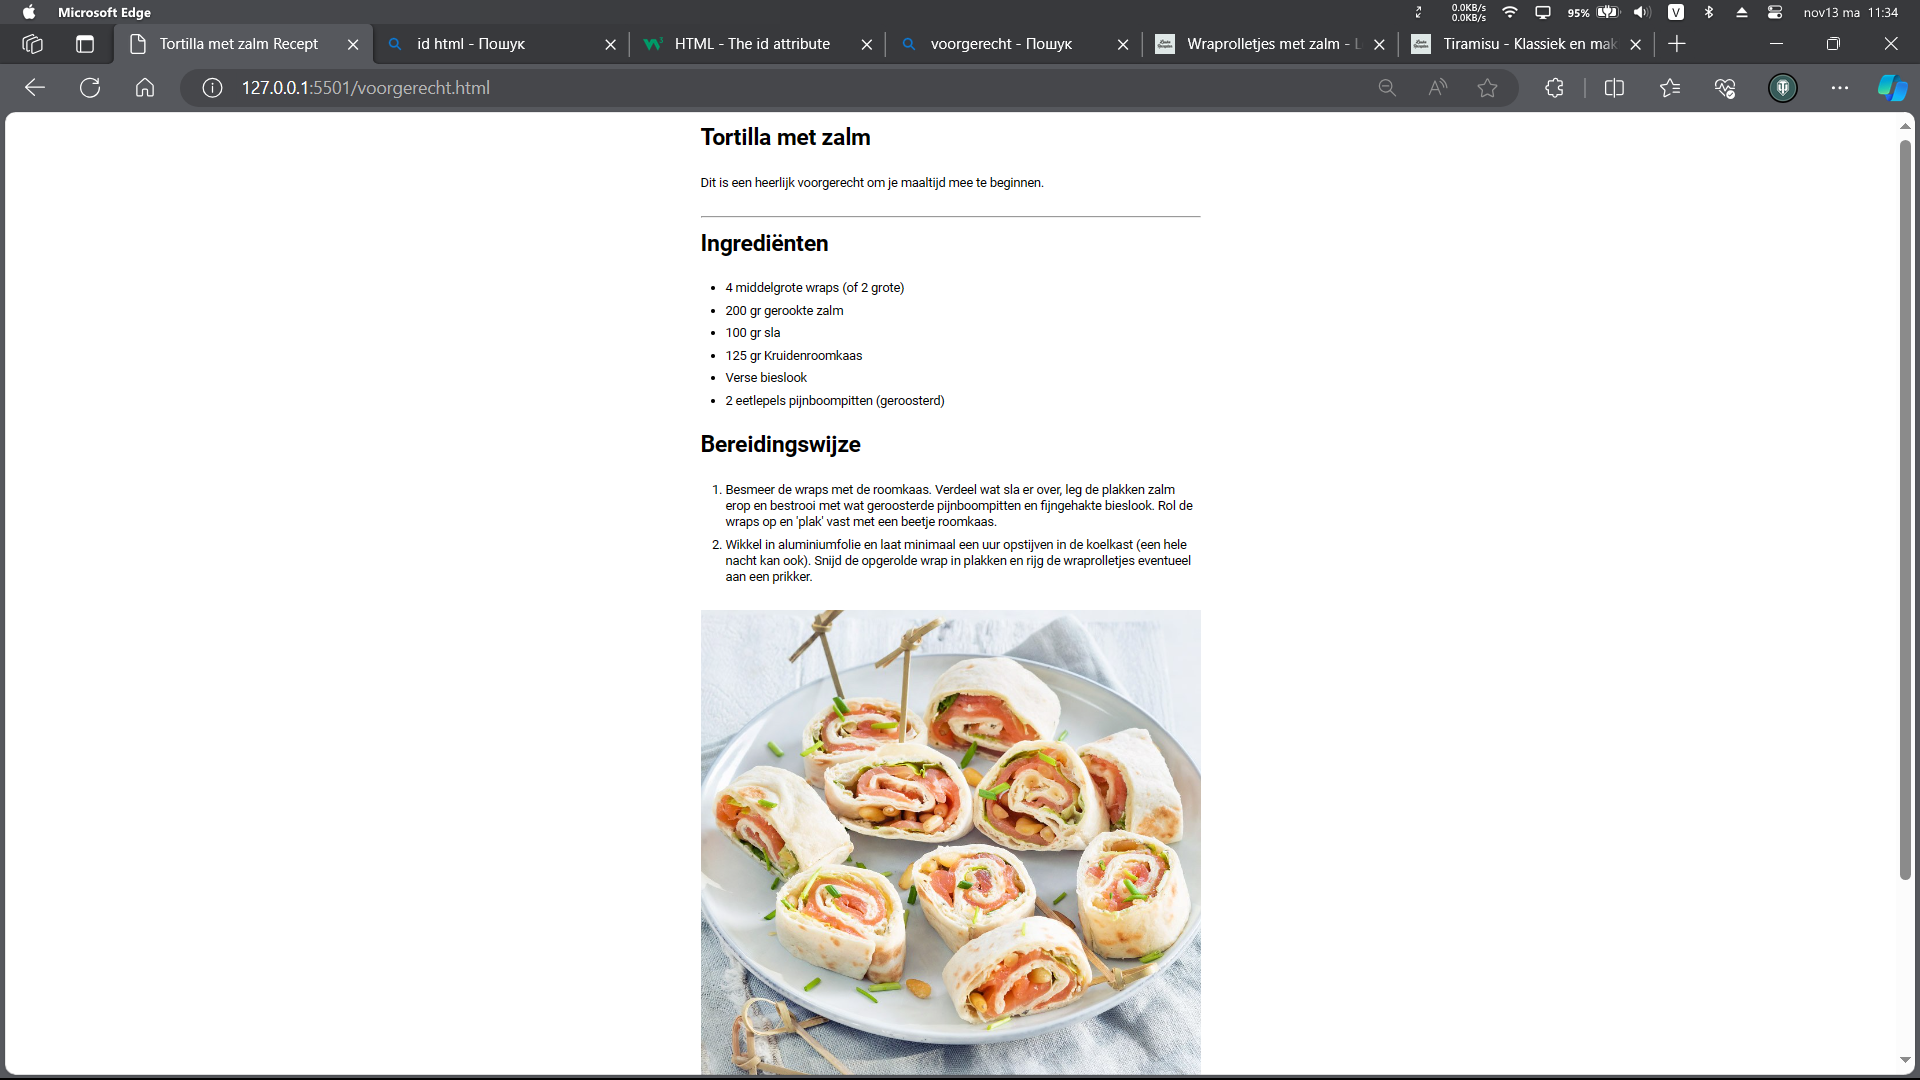 Microsoft Edge
0.0KB/s
0.0KB/s
95%
V
nov13 ma 11:34
Tortilla met zalm Recept
id html - Пошук
HTML - The id attribute
voorgerecht - Пошук
Wraprolletjes met zalm - L
Tiramisu - Klassiek en mak
127.0.0.1:5501/voorgerecht.html
Tortilla met zalm
Dit is een heerlijk voorgerecht om je maaltijd mee te beginnen.
Ingrediënten
• 4 middelgrote wraps (of 2 grote)
• 200 gr gerookte zalm
• 100 gr sla
• 125 gr Kruidenroomkaas
• Verse bieslook
• 2 eetlepels pijnboompitten (geroosterd)
Bereidingswijze
1. Besmeer de wraps met de roomkaas. Verdeel wat sla er over, leg de plakken zalm
erop en bestrooi met wat geroosterde pijnboompitten en fijngehakte bieslook. Rol de
wraps op en 'plak' vast met een beetje roomkaas.
2. Wikkel in aluminiumfolie en laat minimaal een uur opstijven in de koelkast (een hele
nacht kan ook). Snijd de opgerolde wrap in plakken en rijg de wraprolletjes eventueel
aan een prikker.